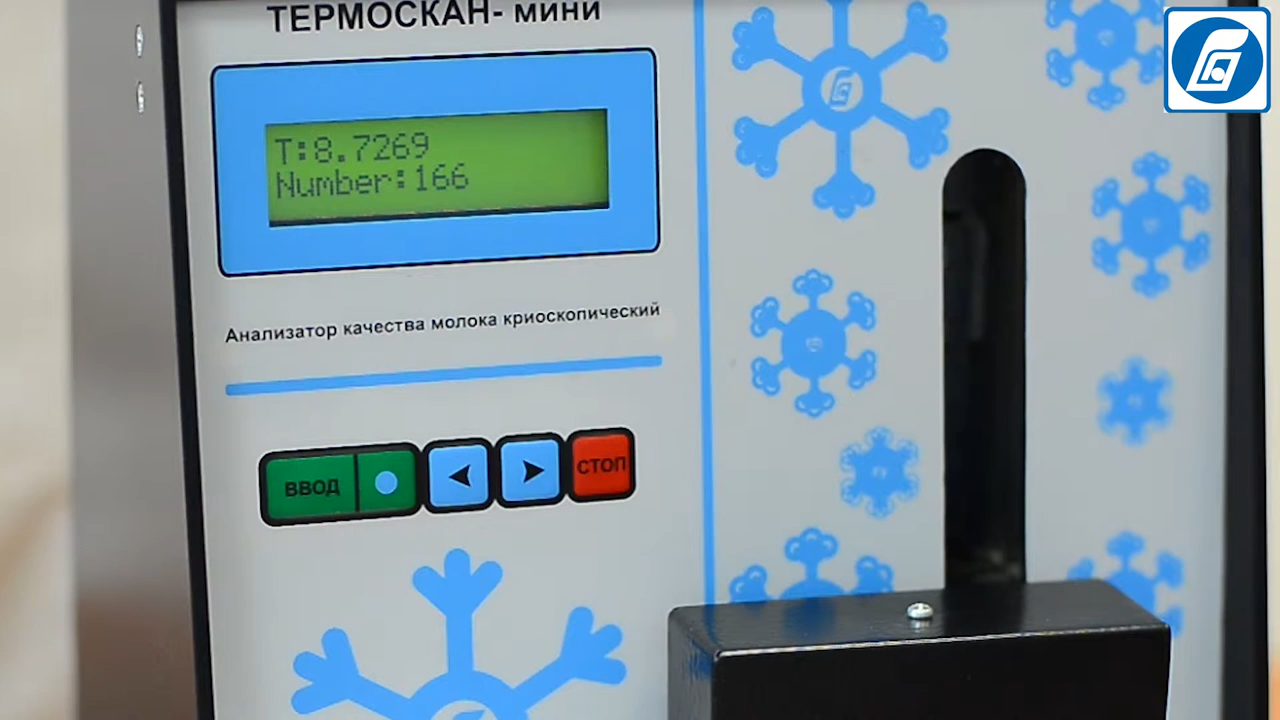 ТЕРМОСКАН- мини
T:8.7269
Number:166
Анализатор качества молока криоскопический
ВВОД
СТОП